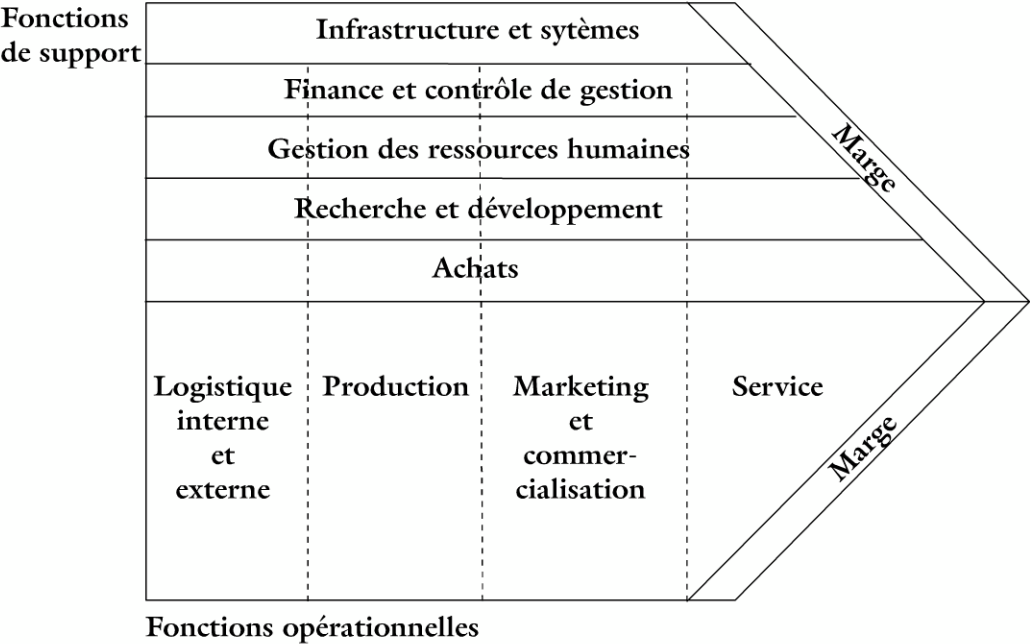 Fonctions
de support
Infrastructure et sytèmes
Finance et contrôle de gestion
Gestion des ressources humaines
Recherche et développement
Achats
Marge
Logistique
interne
et
externe
Production
Marketing
et
commer-
cialisation
Service
Marge
Fonctions opérationnelles